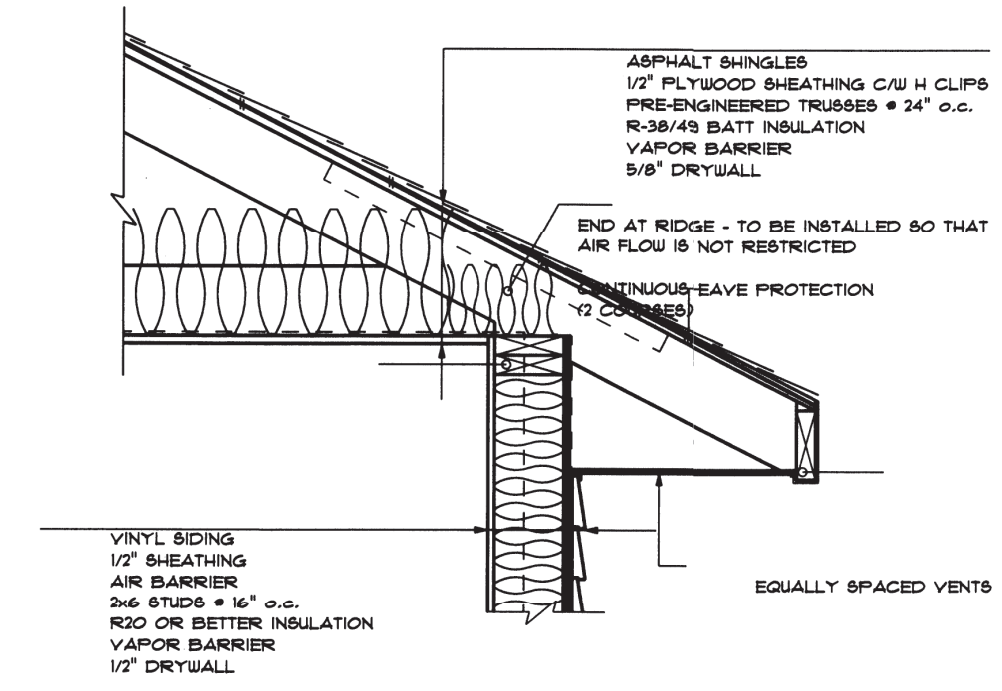 ASPHALT SHINGLES
1/2" PLYWOOD SHEATHING C/W H CLIPS
PRE-ENGINEERED TRUSSES @ 24" o.c.
R-38/49 BATT INSULATION
VAPOR BARRIER
5/8" DRYWALL
END AT RIDGE - TO BE INSTALLED SO THAT
AIR FLOW IS NOT RESTRICTED
CONTINUOUS EAVE PROTECTION
(2 COURSES)
VINYL SIDING
1/2" SHEATHING
AIR BARRIER
2x6 STUDS @ 16" o.c.
R20 OR BETTER INSULATION
VAPOR BARRIER
1/2" DRYWALL
EQUALLY SPACED VENTS